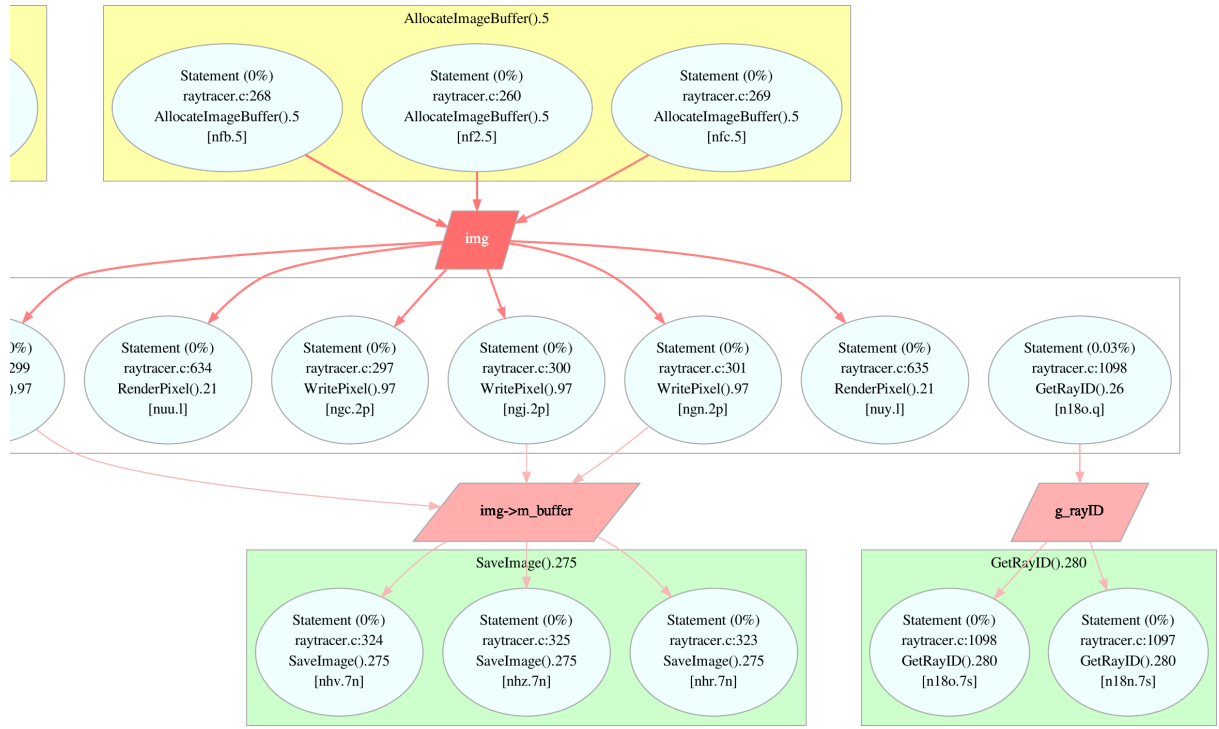 AllocateImageBuffer().5
Statement (0%)
raytracer.c:268
AllocateImageBuffer().5
[nfb.5]
Statement (0%)
raytracer.c:260
AllocateImageBuffer().5
[nf2.5]
Statement (0%)
raytracer.c:269
AllocateImageBuffer().5
[nfc.5]
img
0%)
299
).97
Statement (0%)
raytracer.c:634
RenderPixel().21
[nuu.l]
Statement (0%)
raytracer.c:297
WritePixel().97
[ngc.2p]
Statement (0%)
raytracer.c:300
WritePixel().97
[ngj.2p]
Statement (0%)
raytracer.c:301
WritePixel().97
[ngn.2p]
Statement (0%)
raytracer.c:635
RenderPixel().21
[nuy.l]
Statement (0.03%)
raytracer.c:1098
GetRayID().26
[n18o.q]
img->m_buffer
g_rayID
SaveImage().275
Statement (0%)
raytracer.c:324
SaveImage().275
[nhv.7n]
Statement (0%)
raytracer.c:325
SaveImage().275
[nhz.7n]
Statement (0%)
raytracer.c:323
SaveImage().275
[nhr.7n]
GetRayID().280
Statement (0%)
raytracer.c:1098
GetRayID().280
[n18o.7s]
Statement (0%)
raytracer.c:1097
GetRayID().280
[n18n.7s]